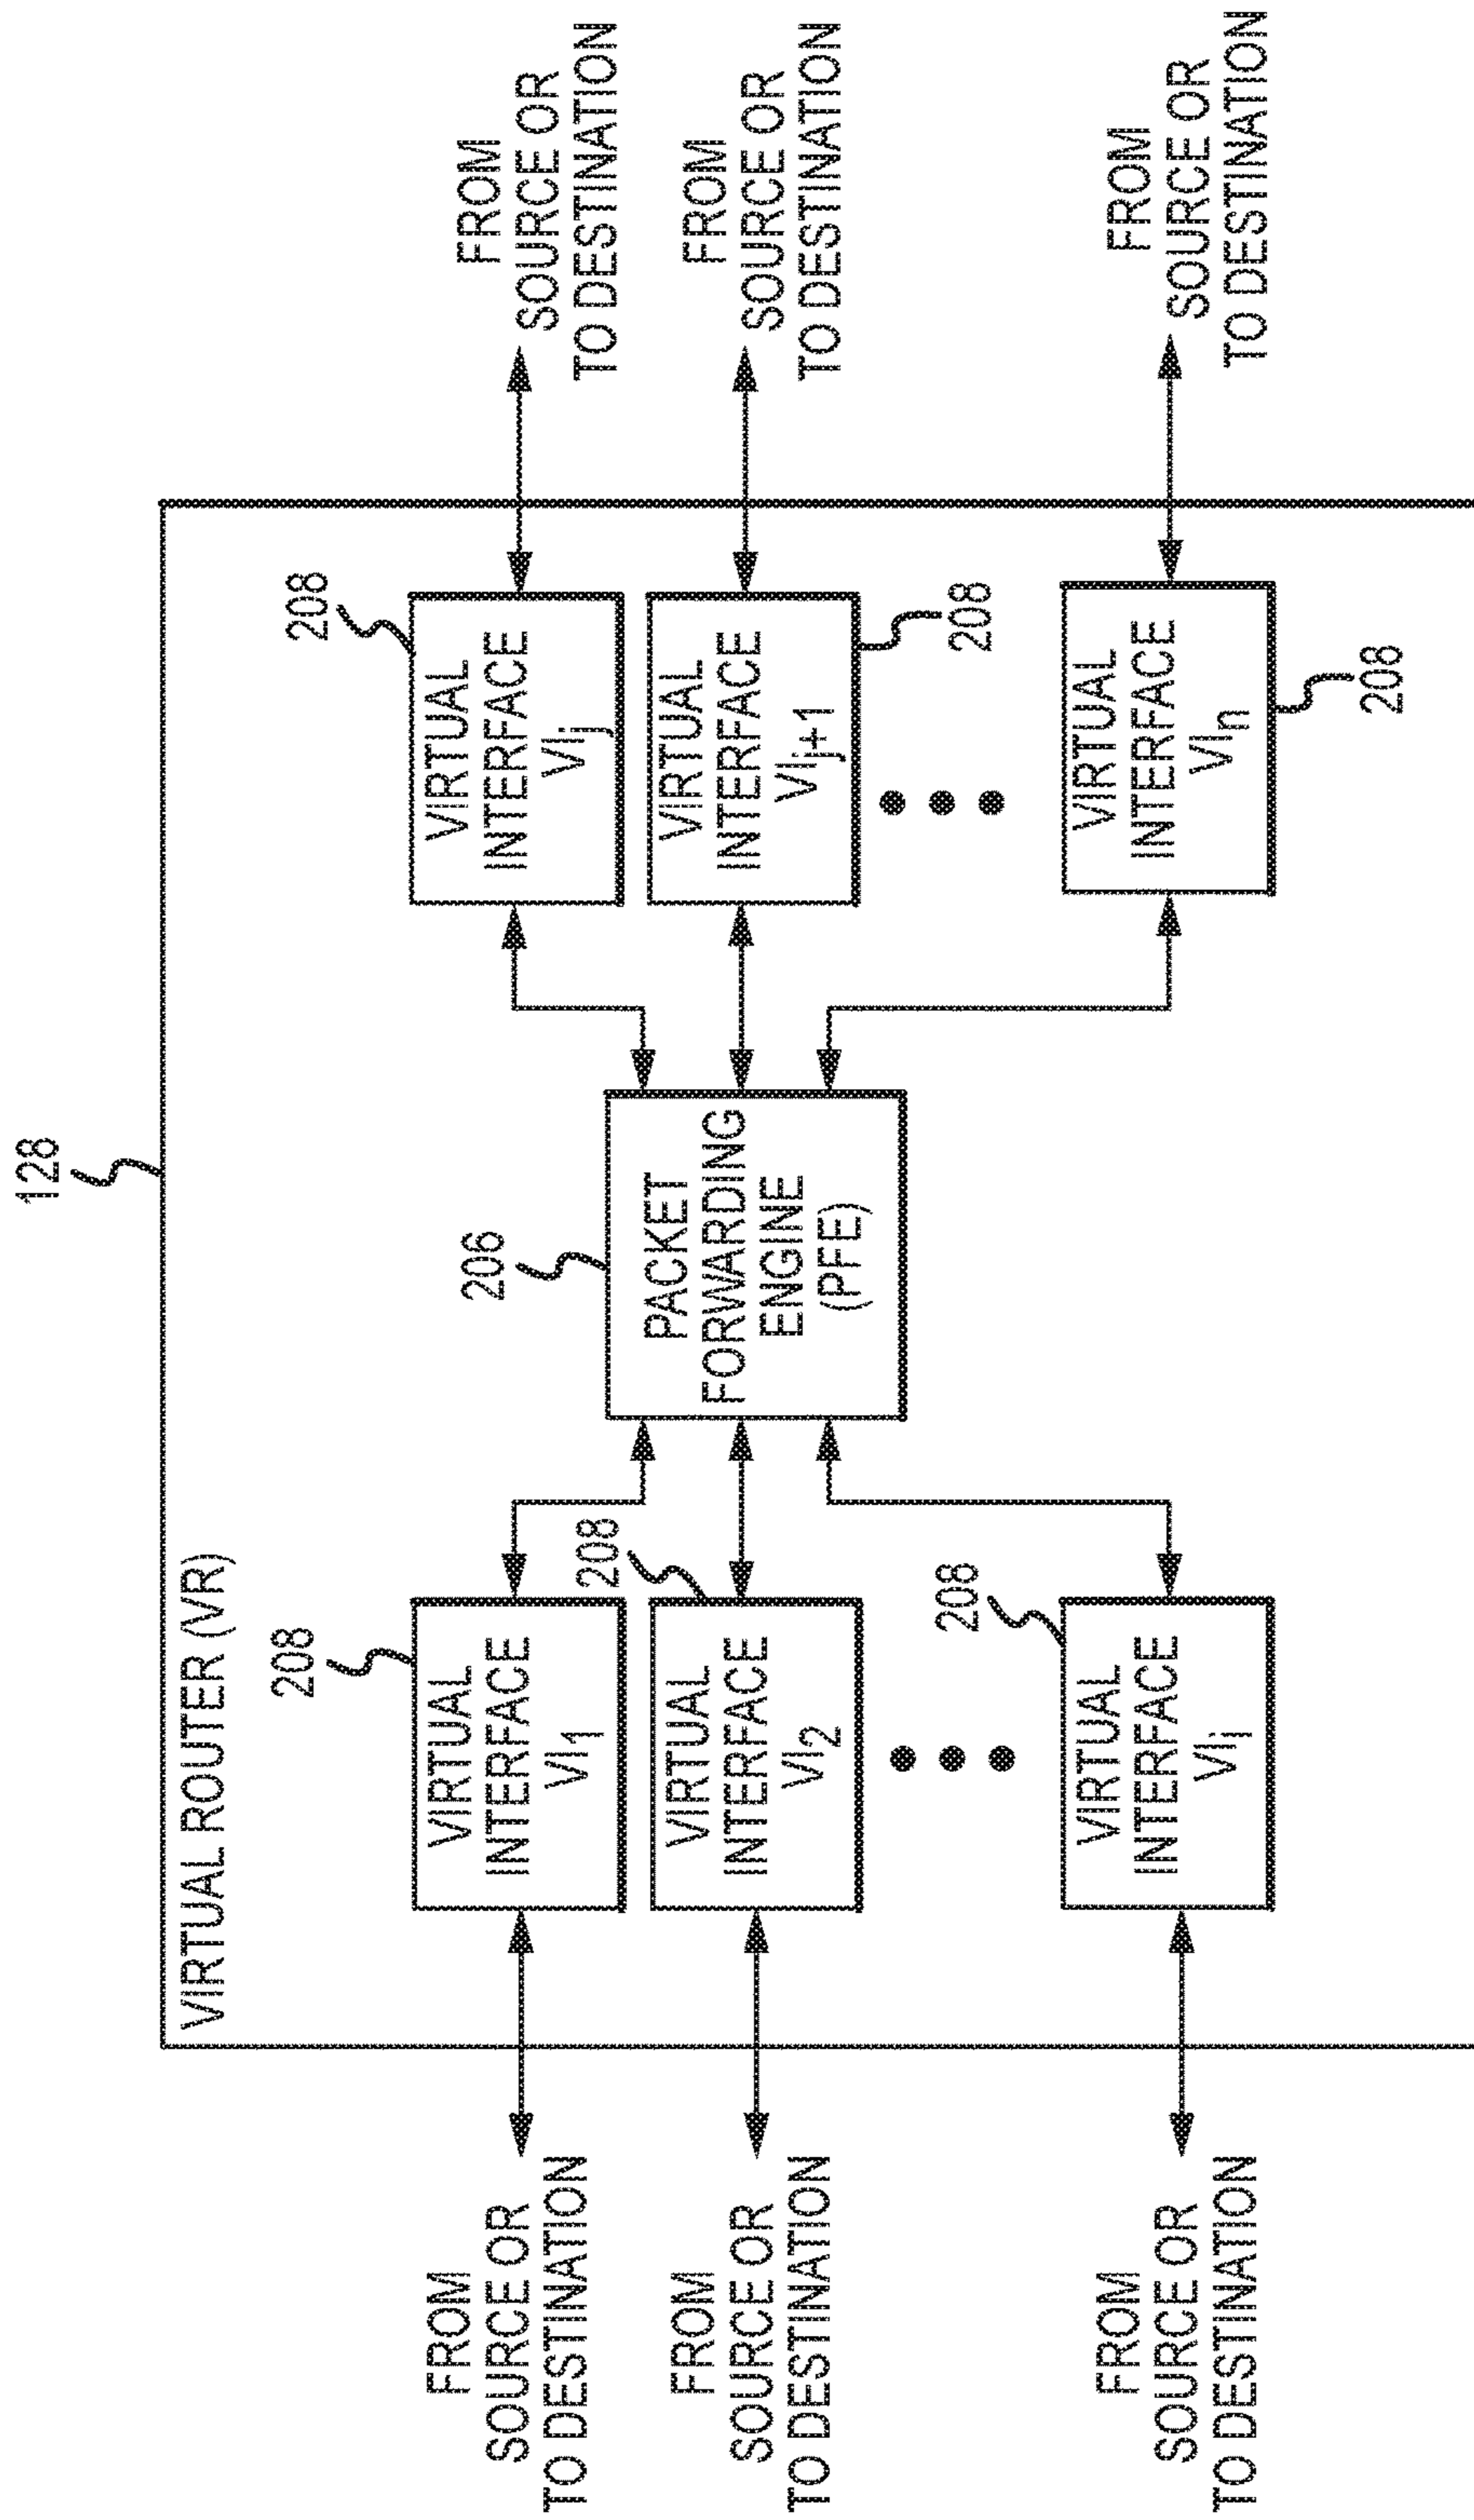 128
VIRTUAL ROUTER (VR)
208
VIRTUAL
INTERFACE
VI1
FROM
SOURCE OR
TO DESTINATION
208
VIRTUAL
INTERFACE
VI2
FROM
SOURCE OR
TO DESTINATION
208
VIRTUAL
INTERFACE
VIi
FROM
SOURCE OR
TO DESTINATION
206
PACKET
FORWARDING
ENGINE
(PFE)
208
VIRTUAL
INTERFACE
VIj
FROM
SOURCE OR
TO DESTINATION
VIRTUAL
INTERFACE
VIj+1
208
FROM
SOURCE OR
TO DESTINATION
VIRTUAL
INTERFACE
VIn
208
FROM
SOURCE OR
TO DESTINATION